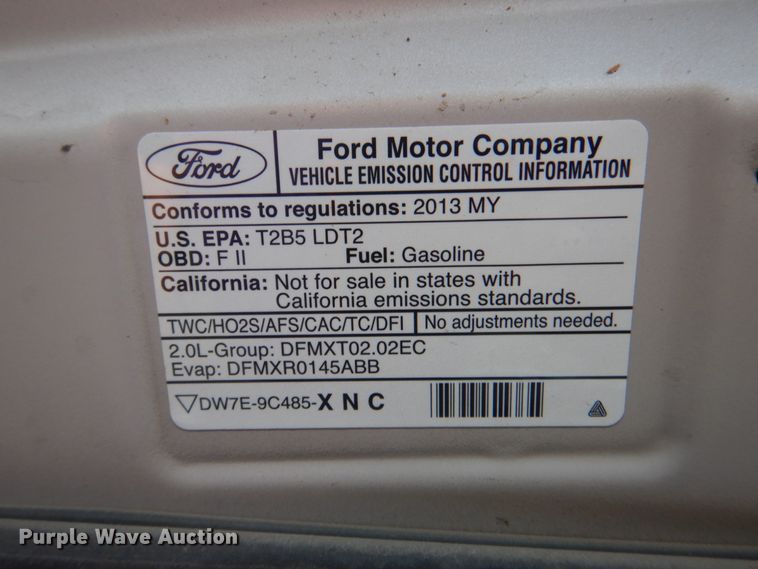 Ford
Ford Motor Company
VEHICLE EMISSION CONTROL INFORMATION
Conforms to regulations: 2013 MY
U.S. EPA: T2B5 LDT2
OBD: F II Fuel: Gasoline
California: Not for sale in states with
California emissions standards.
TWC/HO2S/AFS/CAC/TC/DFI No adjustments needed.
2.0L-Group: DFMXT02.02EC
Evap: DFMXR0145ABB
DW7E-9C485-X N C
Purple Wave Auction